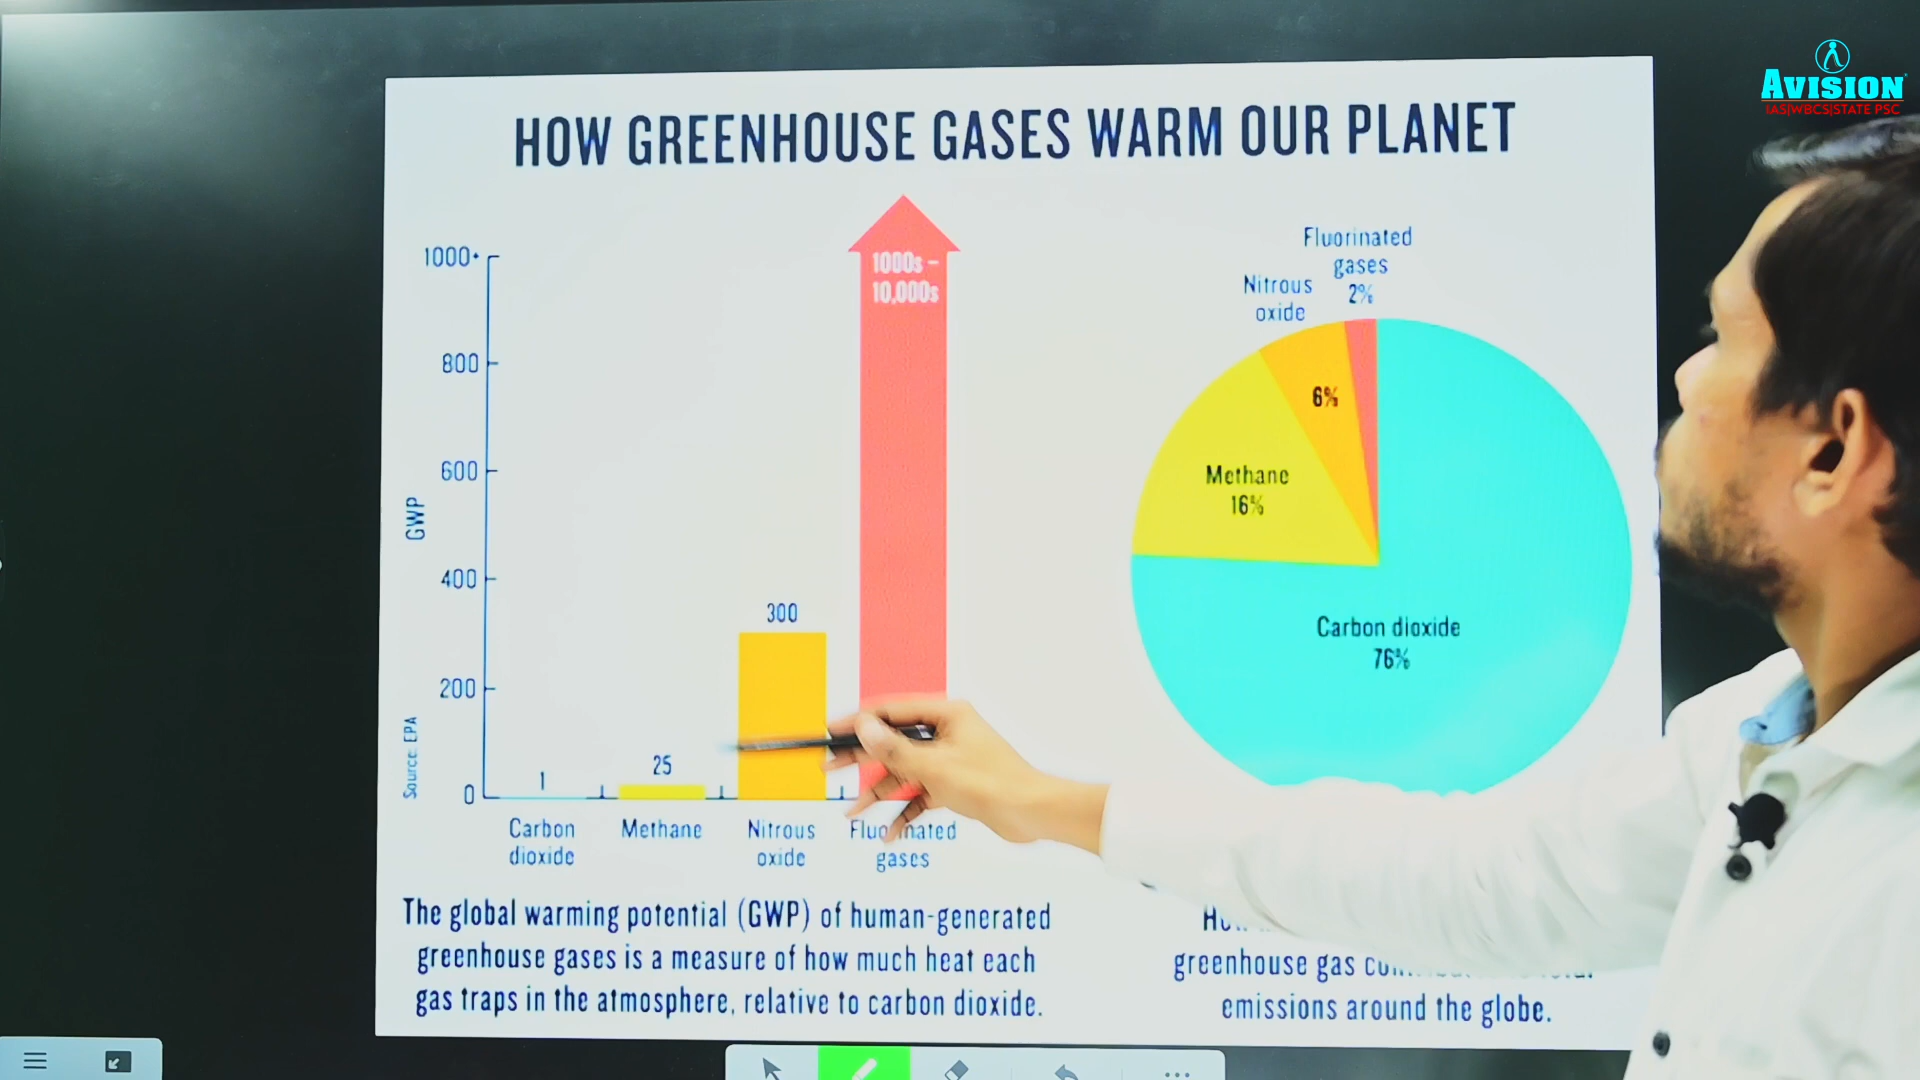 AVISION
IAS|WBCS|STATE PSC
HOW GREENHOUSE GASES WARM OUR PLANET
1000+
800
600
400
200
0
GWP
Source: EPA
1
25
300
1000s –
10,000s
Carbon
dioxide
Methane
Nitrous
oxide
gases
The global warming potential (GWP) of human-generated
greenhouse gases is a measure of how much heat each
gas traps in the atmosphere, relative to carbon dioxide.
Fluorinated
gases
2%
Nitrous
oxide
6%
Methane
16%
Carbon dioxide
76%
greenhouse gas
emissions around the globe.